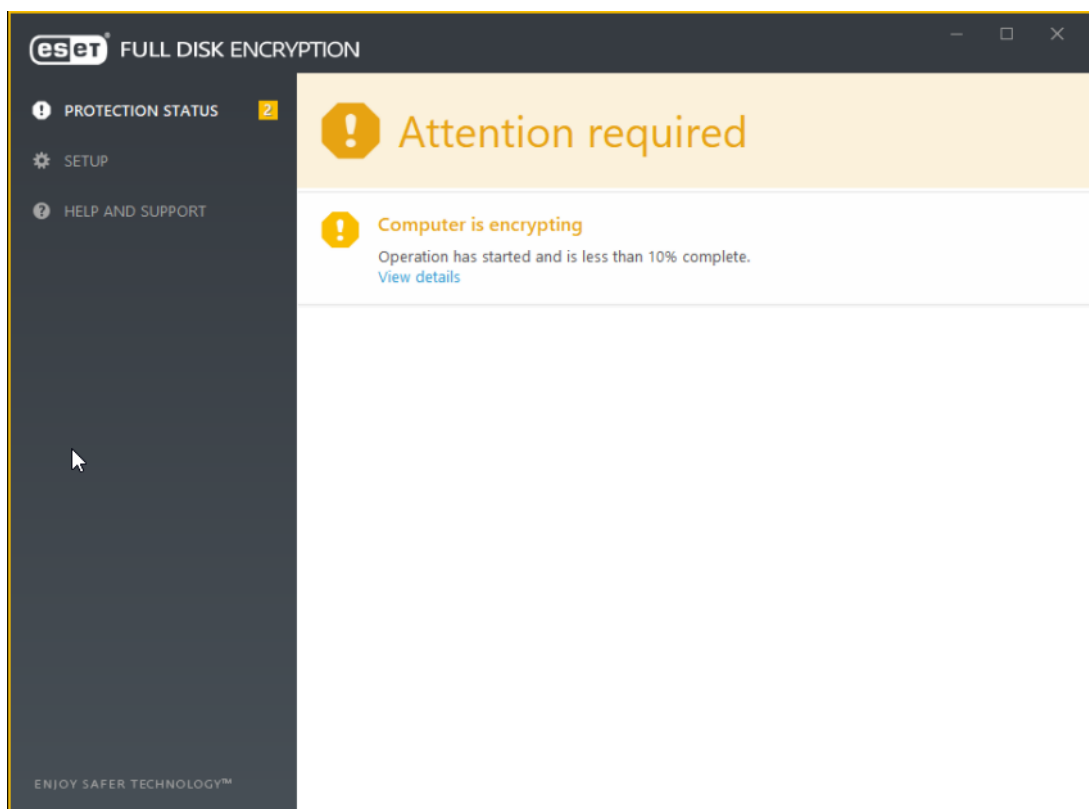 eset® FULL DISK ENCRYPTION
PROTECTION STATUS 2
SETUP
HELP AND SUPPORT
Attention required
Computer is encrypting
Operation has started and is less than 10% complete.
View details
ENJOY SAFER TECHNOLOGY™